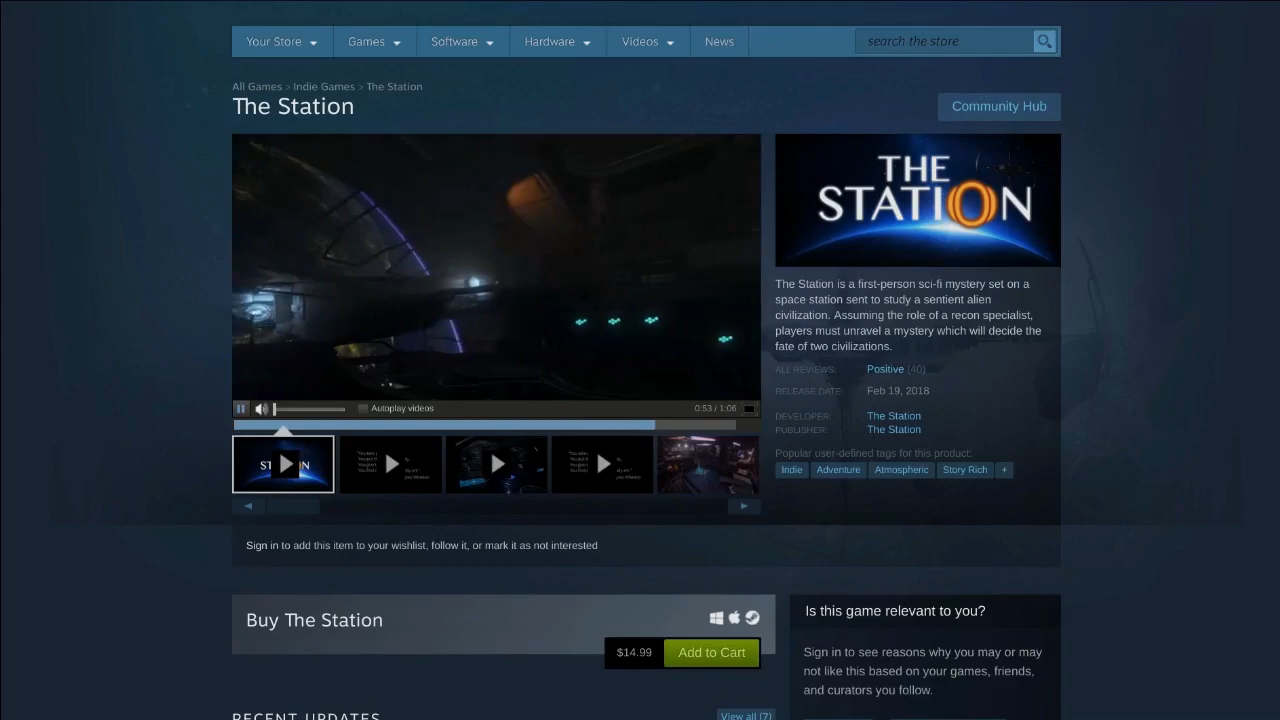 Your Store
Games
Software
Hardware
Videos
News
search the store
All Games > Indie Games > The Station
The Station
Community Hub
THE
STATION
The Station is a first-person sci-fi mystery set on a
space station sent to study a sentient alien
civilization. Assuming the role of a recon specialist,
players must unravel a mystery which will decide the
fate of two civilizations.
ALL REVIEWS: Positive (40)
RELEASE DATE: Feb 19, 2018
DEVELOPER: The Station
PUBLISHER: The Station
Popular user-defined tags for this product:
Indie Adventure Atmospheric Story Rich +
Autoplay videos
0:53 / 1:06
Sign in to add this item to your wishlist, follow it, or mark it as not interested
Buy The Station
$14.99
Add to Cart
Is this game relevant to you?
Sign in to see reasons why you may or may
not like this based on your games, friends,
and curators you follow.
RECENT UPDATES
View all (7)